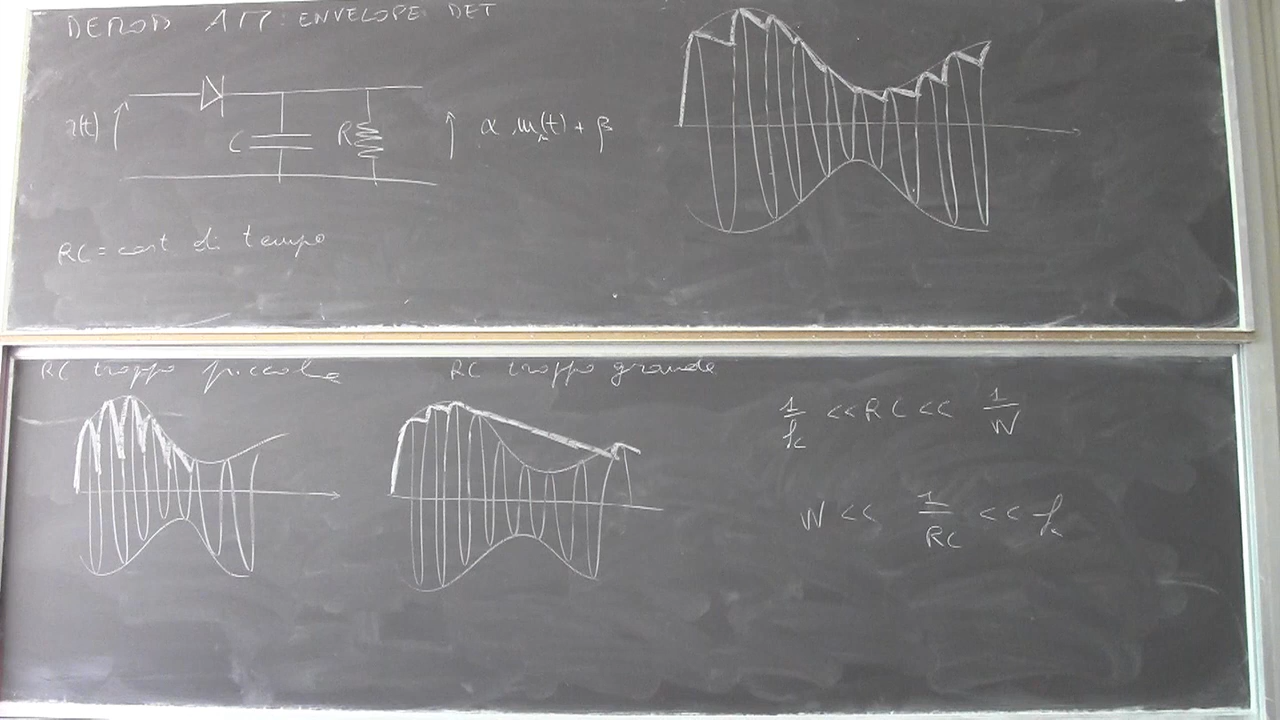 DEMOD AM: ENVELOPE DET
r(t)
C
R
α mₙ(t) + β
RC = cost di tempo
RC troppo piccola
RC troppo grande
1/fc << RC << 1/W
W << 1/RC << fc